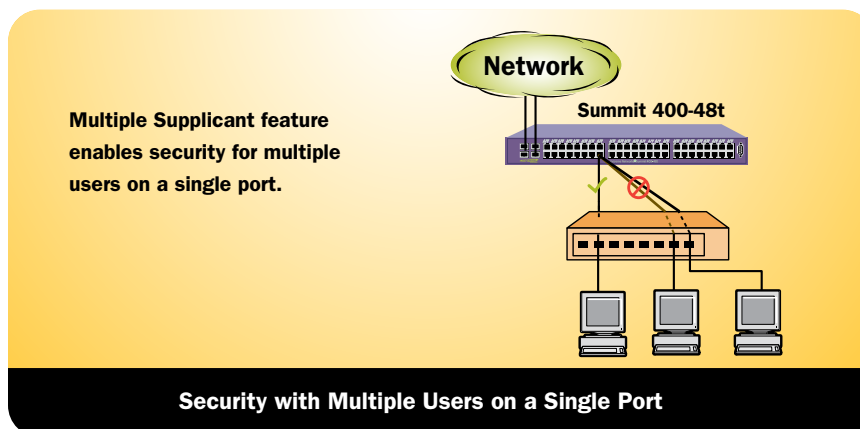 Network
Summit 400-48t
Multiple Supplicant feature
enables security for multiple
users on a single port.
Security with Multiple Users on a Single Port